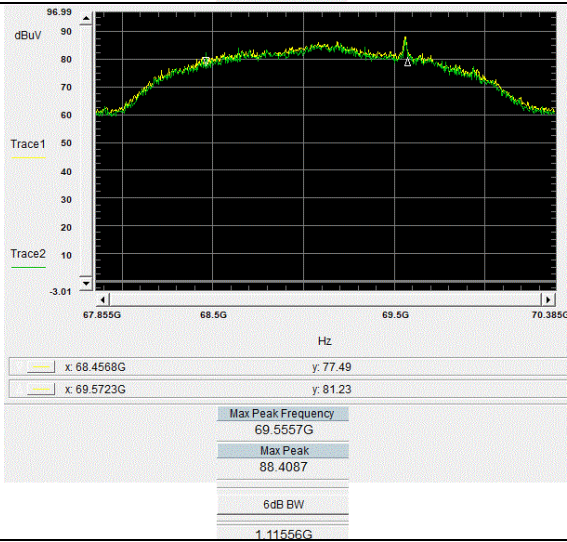 96.99
dBuV
90
80
70
60
Trace1
50
40
30
20
Trace2
10
-3.01
67.855G 68.5G 69.5G 70.385G
Hz
x: 68.4568G y: 77.49
x: 69.5723G y: 81.23
Max Peak Frequency
69.5557G
Max Peak
88.4087
6dB BW
1.11556G